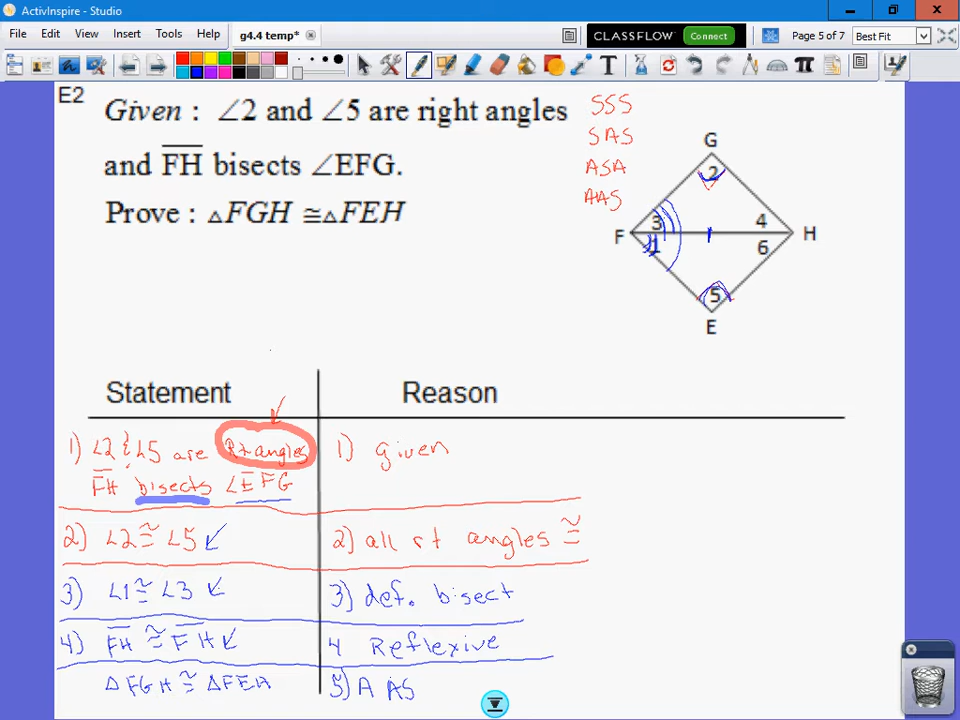 ActivInspire - Studio
File Edit View Insert Tools Help g4.4 temp* CLASSFLOW Connect Page 5 of 7 Best Fit
E2
Given : ∠2 and ∠5 are right angles
and FH bisects ∠EFG.
Prove : △FGH ≅ △FEH
SSS
SAS
ASA
AAS
G
2
3 4
F H
1 6
5
E
Statement Reason
1) ∠2 & ∠5 are Rt angles 1) given
FH bisects ∠EFG
2) ∠2 ≅ ∠5 2) all rt angles ≅
3) ∠1 ≅ ∠3 3) def. bisect
4) FH ≅ FH 4 Reflexive
△FGH ≅ △FEH 5) AAS